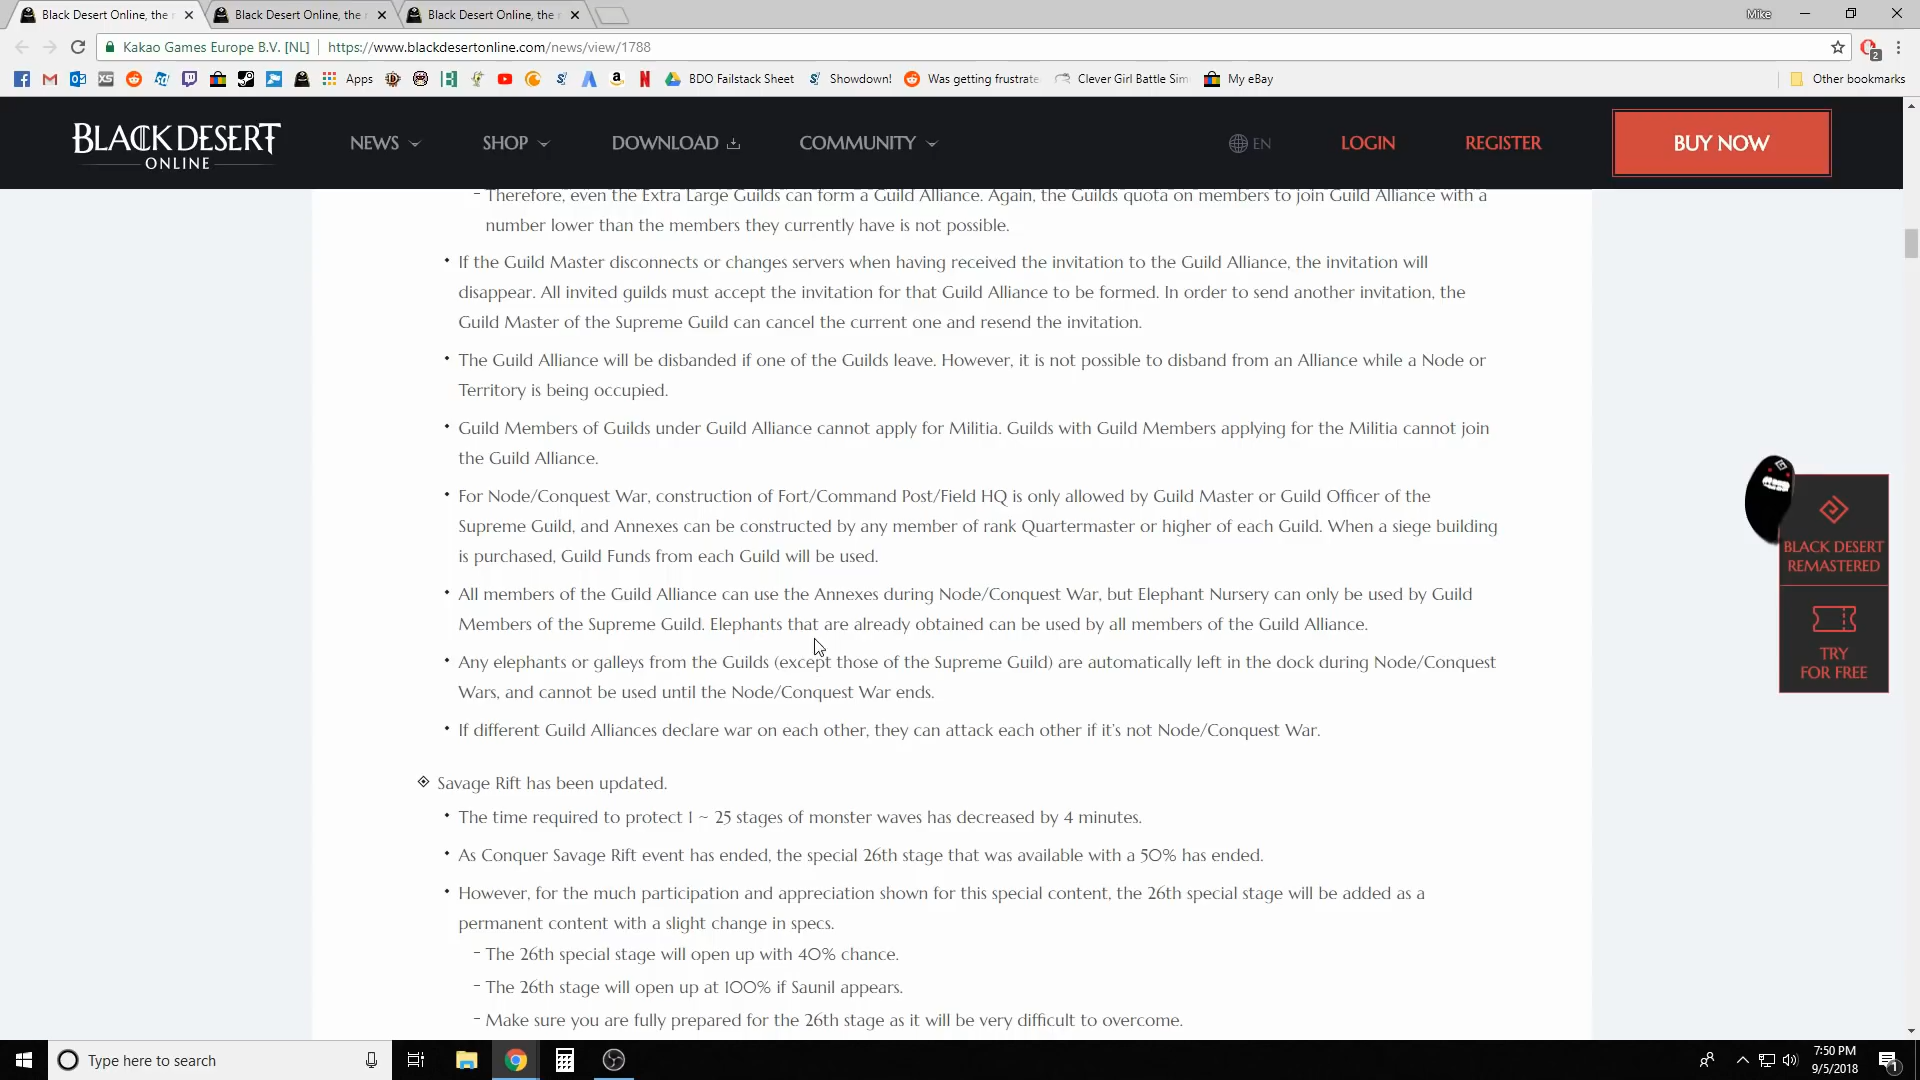 Black Desert Online, the
Black Desert Online, the
Black Desert Online, the
Mike
Kakao Games Europe B.V. [NL]
https://www.blackdesertonline.com/news/view/1788
2
Apps
BDO Failstack Sheet
Showdown!
Was getting frustrate
Clever Girl Battle Sim
My eBay
Other bookmarks
BLACK DESERT
ONLINE
NEWS
SHOP
DOWNLOAD
COMMUNITY
EN
LOGIN
REGISTER
BUY NOW
- Therefore, even the Extra Large Guilds can form a Guild Alliance. Again, the Guilds quota on members to join Guild Alliance with a
number lower than the members they currently have is not possible.
• If the Guild Master disconnects or changes servers when having received the invitation to the Guild Alliance, the invitation will
disappear. All invited guilds must accept the invitation for that Guild Alliance to be formed. In order to send another invitation, the
Guild Master of the Supreme Guild can cancel the current one and resend the invitation.
• The Guild Alliance will be disbanded if one of the Guilds leave. However, it is not possible to disband from an Alliance while a Node or
Territory is being occupied.
• Guild Members of Guilds under Guild Alliance cannot apply for Militia. Guilds with Guild Members applying for the Militia cannot join
the Guild Alliance.
• For Node/Conquest War, construction of Fort/Command Post/Field HQ is only allowed by Guild Master or Guild Officer of the
Supreme Guild, and Annexes can be constructed by any member of rank Quartermaster or higher of each Guild. When a siege building
is purchased, Guild Funds from each Guild will be used.
• All members of the Guild Alliance can use the Annexes during Node/Conquest War, but Elephant Nursery can only be used by Guild
Members of the Supreme Guild. Elephants that are already obtained can be used by all members of the Guild Alliance.
• Any elephants or galleys from the Guilds (except those of the Supreme Guild) are automatically left in the dock during Node/Conquest
Wars, and cannot be used until the Node/Conquest War ends.
• If different Guild Alliances declare war on each other, they can attack each other if it's not Node/Conquest War.
Savage Rift has been updated.
• The time required to protect 1 ~ 25 stages of monster waves has decreased by 4 minutes.
• As Conquer Savage Rift event has ended, the special 26th stage that was available with a 50% has ended.
• However, for the much participation and appreciation shown for this special content, the 26th special stage will be added as a
permanent content with a slight change in specs.
- The 26th special stage will open up with 40% chance.
- The 26th stage will open up at 100% if Saunil appears.
- Make sure you are fully prepared for the 26th stage as it will be very difficult to overcome.
BLACK DESERT
REMASTERED
TRY
FOR FREE
Type here to search
7:50 PM
9/5/2018
1